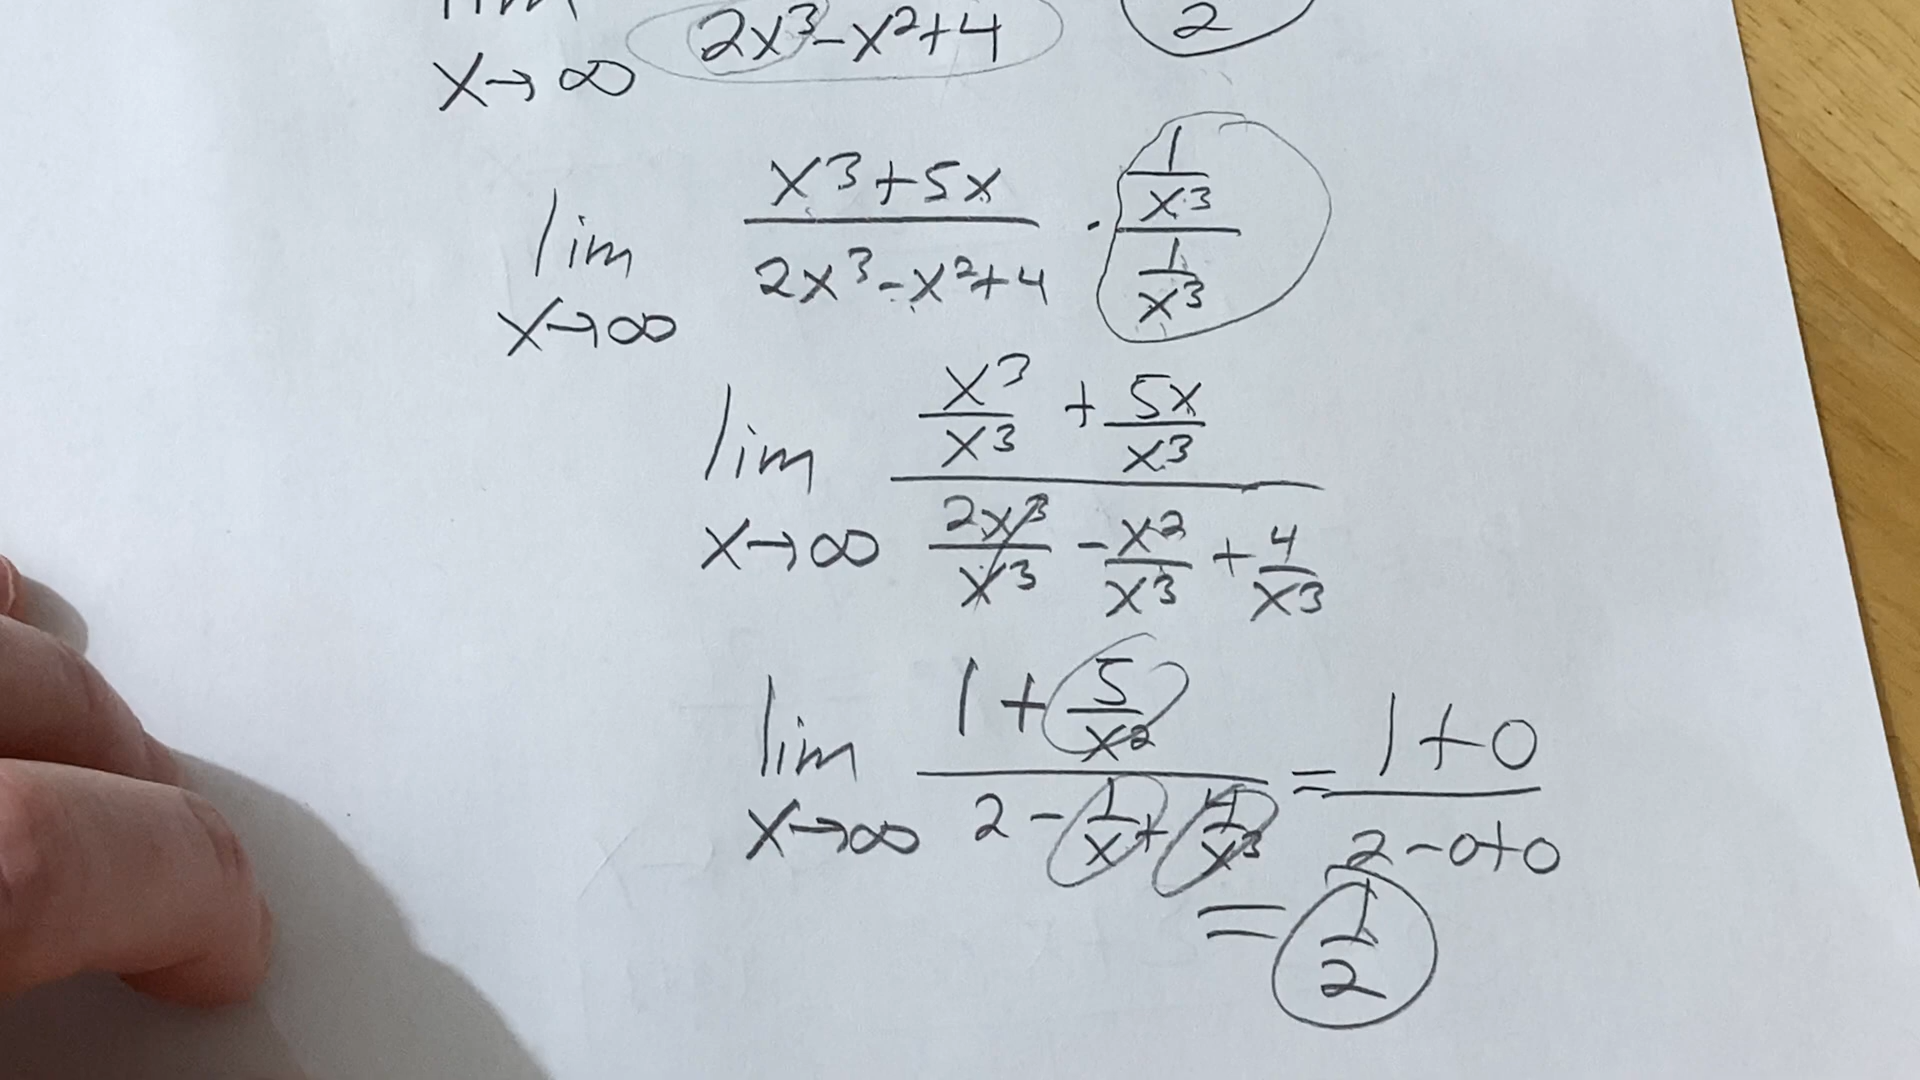 lim x→∞ 2x³-x²+4 2
lim x→∞ (x³+5x)/(2x³-x²+4) · (1/x³)/(1/x³)
lim x→∞ (x³/x³ + 5x/x³)/(2x³/x³ - x²/x³ + 4/x³)
lim x→∞ (1+5/x²)/(2-1/x+4/x³) = (1+0)/(2-0+0)
= 1/2